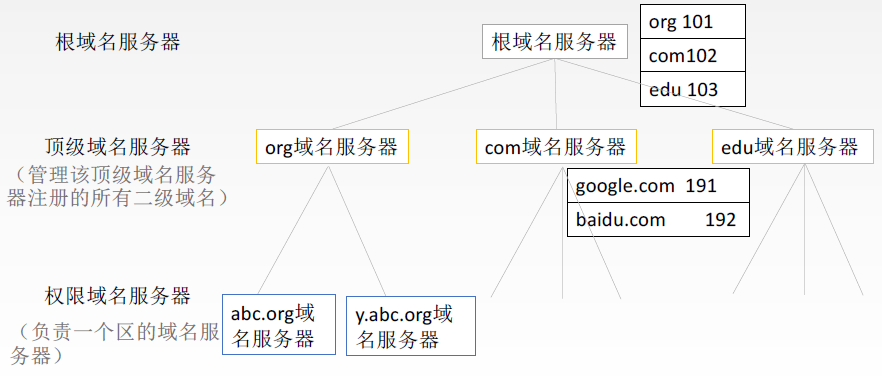 根域名服务器
根域名服务器
org 101
com102
edu 103
顶级域名服务器
（管理该顶级域名服务
器注册的所有二级域名）
org域名服务器
com域名服务器
edu域名服务器
google.com 191
baidu.com 192
权限域名服务器
（负责一个区的域名服
务器）
abc.org域
名服务器
y.abc.org域
名服务器